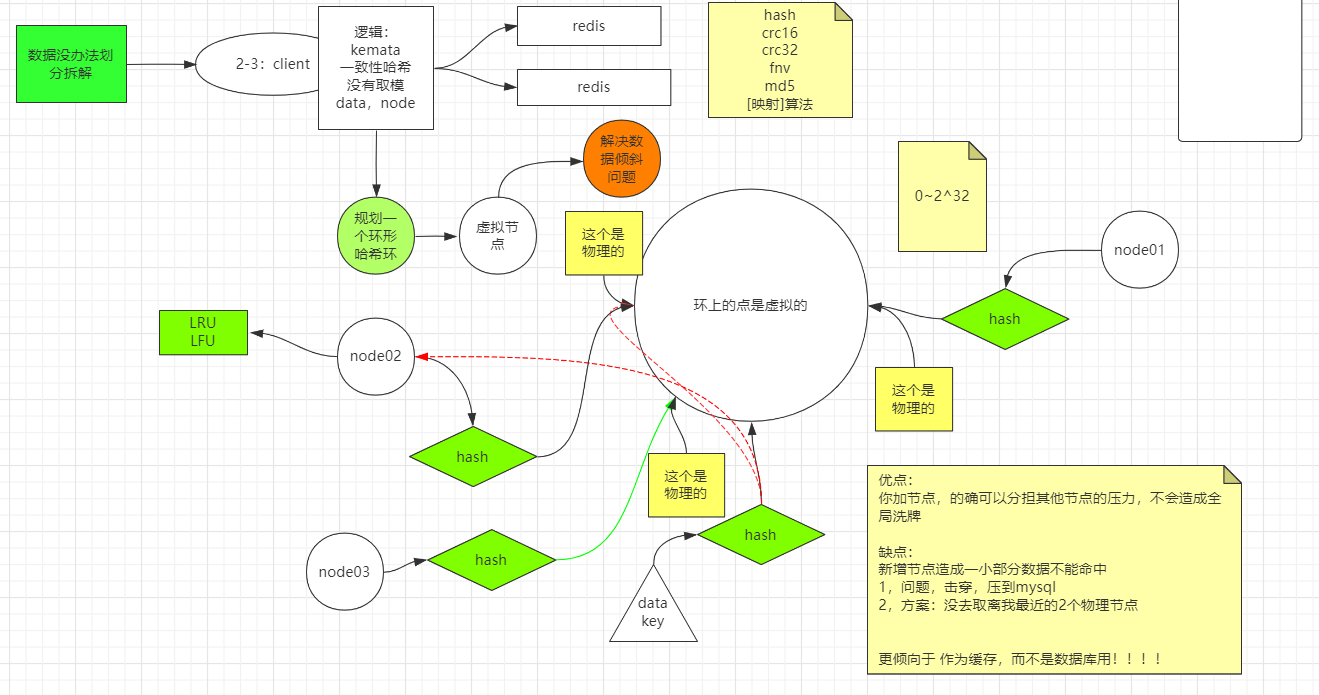 数据没办法划
分拆解
2-3：client
逻辑：
kemata
一致性哈希
没有取模
data，node
redis
redis
hash
crc16
crc32
fnv
md5
[映射]算法
解决数
据倾斜
问题
规划一
个环形
哈希环
虚拟节
点
这个是
物理的
0~2^32
node01
环上的点是虚拟的
hash
LRU
LFU
node02
这个是
物理的
hash
这个是
物理的
优点：
你加节点，的确可以分担其他节点的压力，不会造成全
局洗牌
缺点：
新增节点造成一小部分数据不能命中
1，问题，击穿，压到mysql
2，方案：没去取离我最近的2个物理节点
更倾向于 作为缓存，而不是数据库用！！！！
hash
node03
hash
data
key